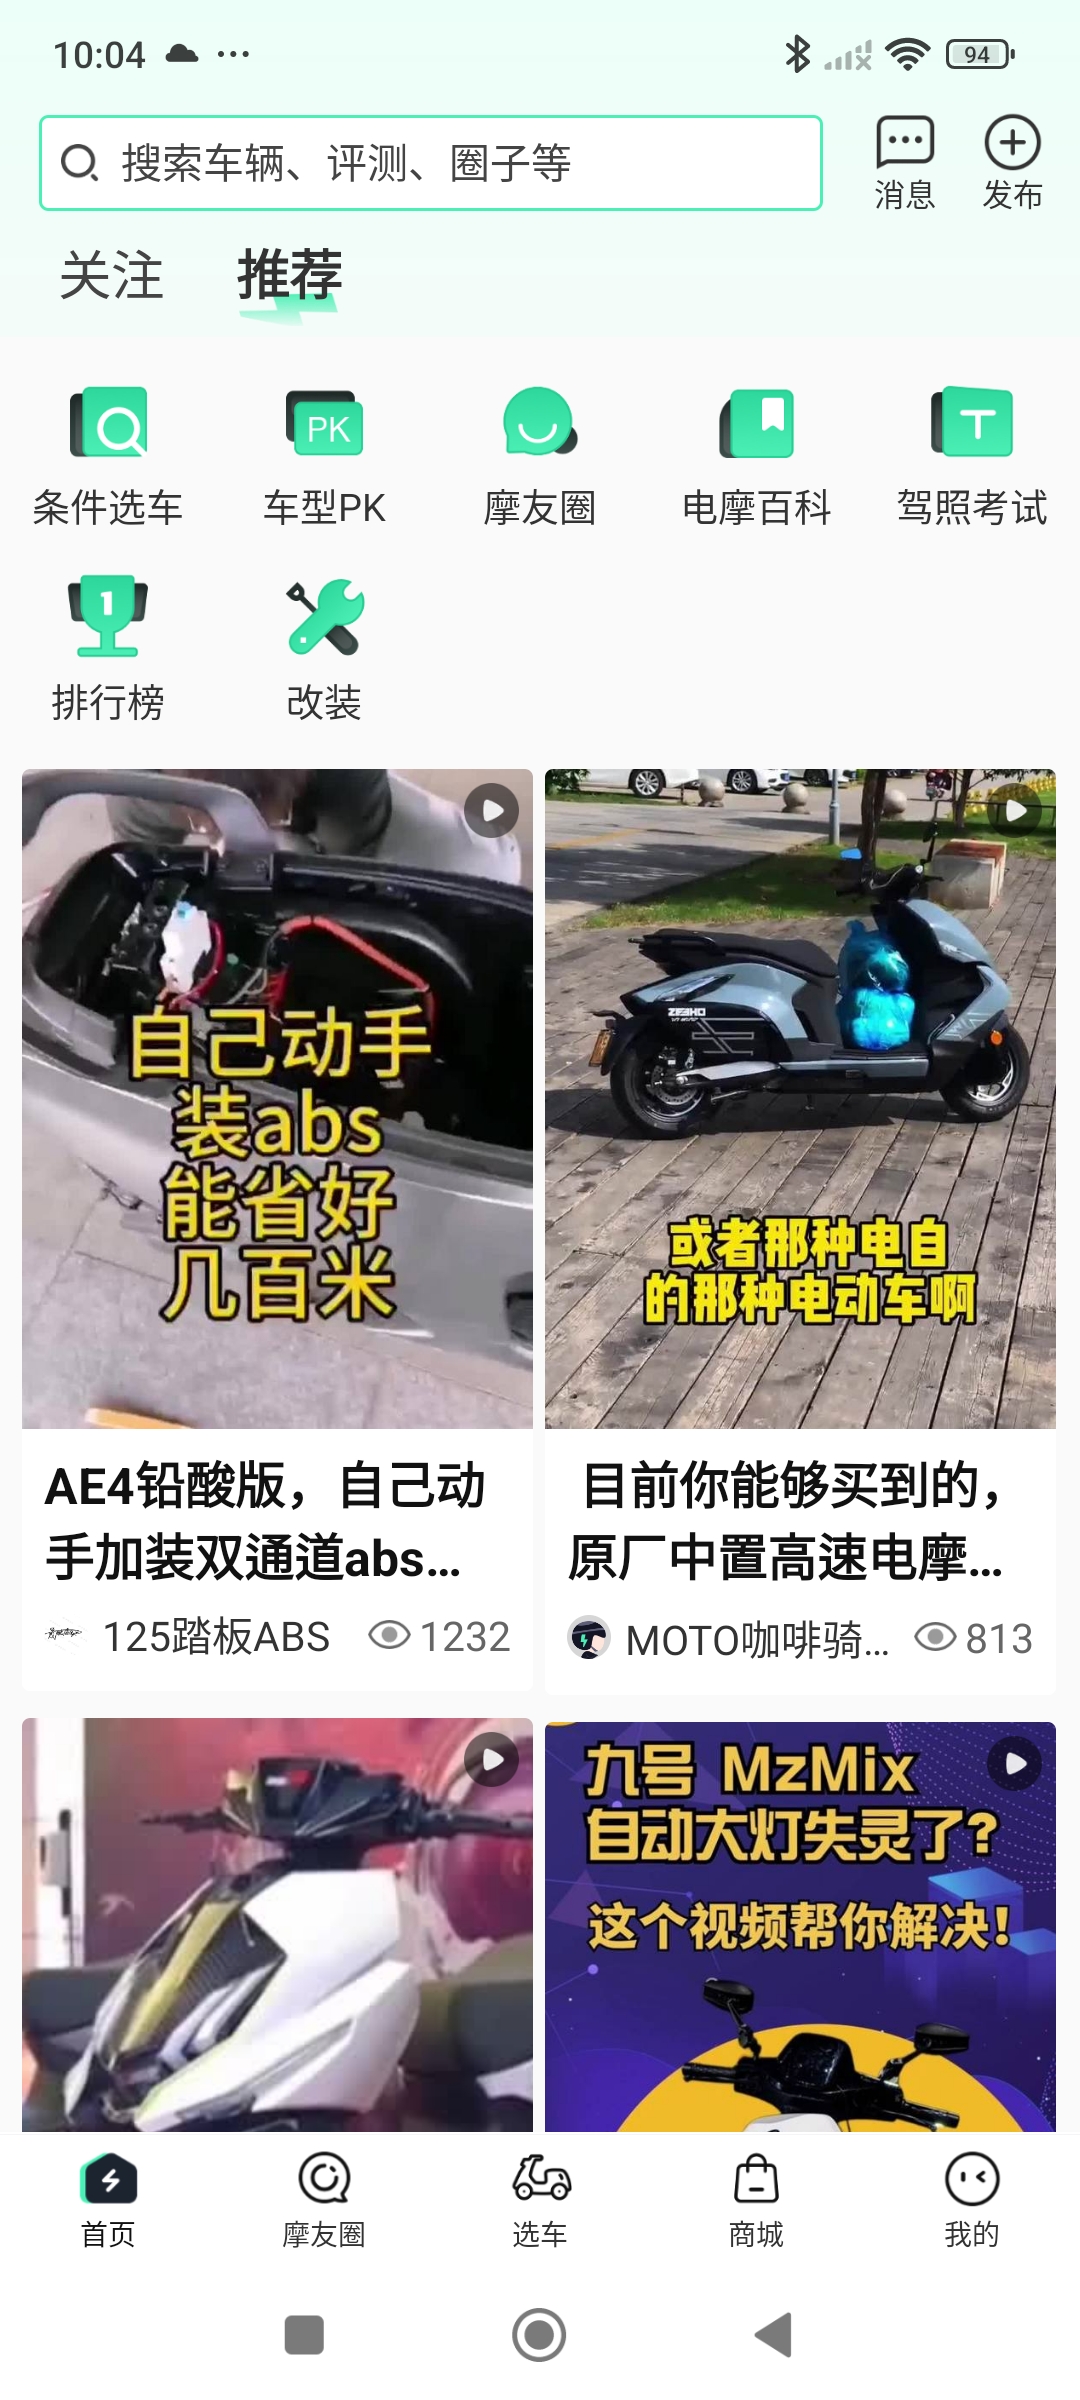 10:04
94
搜索车辆、评测、圈子等
消息
发布
关注
推荐
PK
条件选车
车型PK
摩友圈
电摩百科
驾照考试
1
排行榜
改装
自己动手
装abs
能省好
几百米
ZEEHO
或者那种电自
的那种电动车啊
AE4铅酸版，自己动
手加装双通道abs...
125踏板ABS
1232
目前你能够买到的，
原厂中置高速电摩...
MOTO咖啡骑...
813
九号 MzMix
自动大灯失灵了?
这个视频帮你解决!
首页
摩友圈
选车
商城
我的